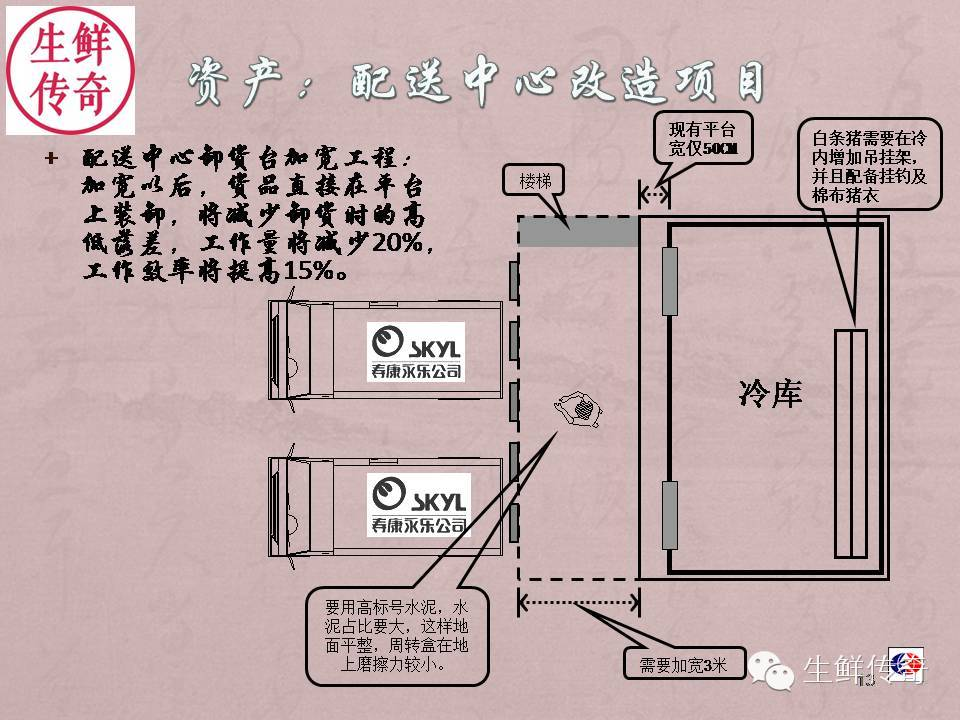 生鲜
传奇
资产：配送中心改造项目
配送中心卸货台加宽工程：
加宽以后，货品直接在平台
上装卸，将减少卸货时的高
低落差，工作量将减少20%，
工作效率将提高15%。
楼梯
现有平台
宽仅50CM
白条猪需要在冷
内增加吊挂架，
并且配备挂钩及
棉布猪衣
SKYL
寿康永乐公司
冷库
SKYL
寿康永乐公司
要用高标号水泥，水
泥占比要大，这样地
面平整，周转盒在地
上磨擦力较小。
需要加宽3米
生鲜传奇
13